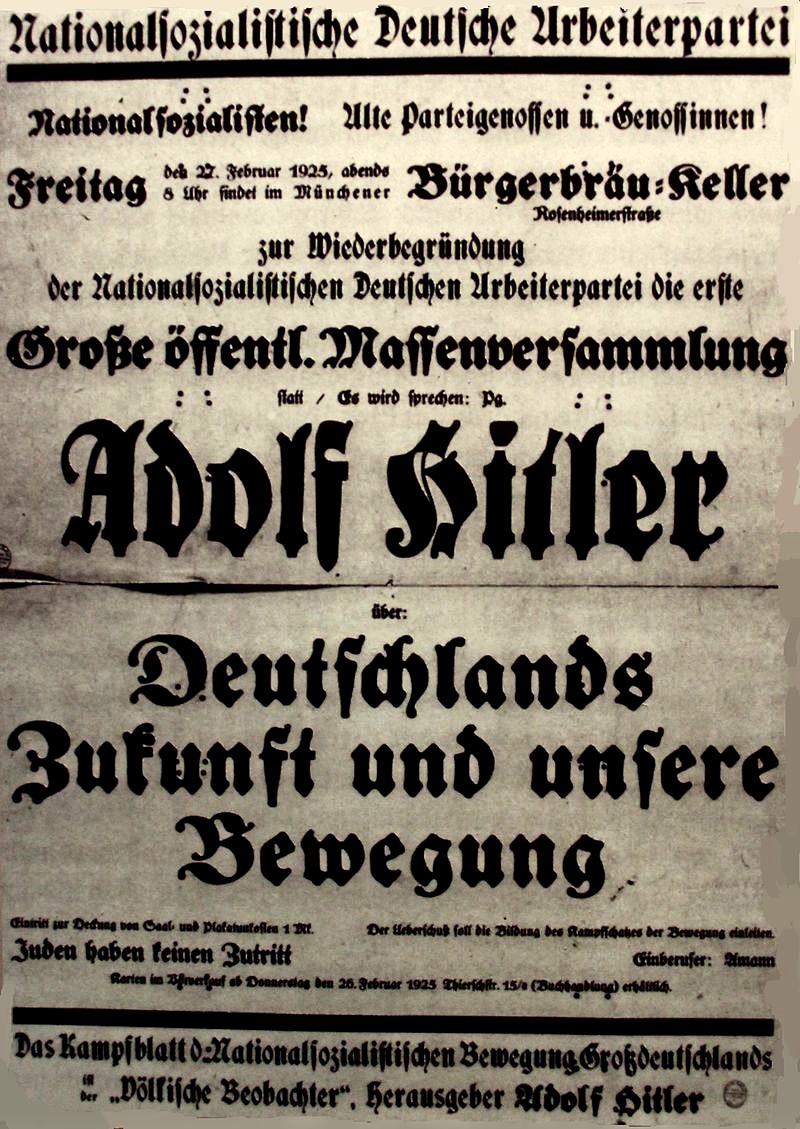 Nationalsozialistische Deutsche Arbeiterpartei
Nationalsozialisten! Alte Parteigenossen u. Genossinnen!
Freitag den 27. Februar 1925, abends 8 Uhr findet im Münchener Bürgerbräu-Keller
Rosenheimerstraße
zur Wiederbegründung
der Nationalsozialistischen Deutschen Arbeiterpartei die erste
Große öffentl. Massenversammlung
statt / Es wird sprechen: Pg.
Adolf Hitler
über:
Deutschlands
Zukunft und unsere
Bewegung
Eintritt zur Deckung von Saal- und Plakatunkosten 1 Mk. Der Ueberschuß soll die Bildung des Kampfschatzes der Bewegung einleiten.
Juden haben keinen Zutritt Einberufer: Amann
Karten im Vorverkauf ab Donnerstag den 26. Februar 1925 Thierschstr. 15/0 (Buchhandlung) erhältlich.
Das Kampfblatt d. Nationalsozialistischen Bewegung Großdeutschlands
ist der „Völkische Beobachter“. Herausgeber Adolf Hitler